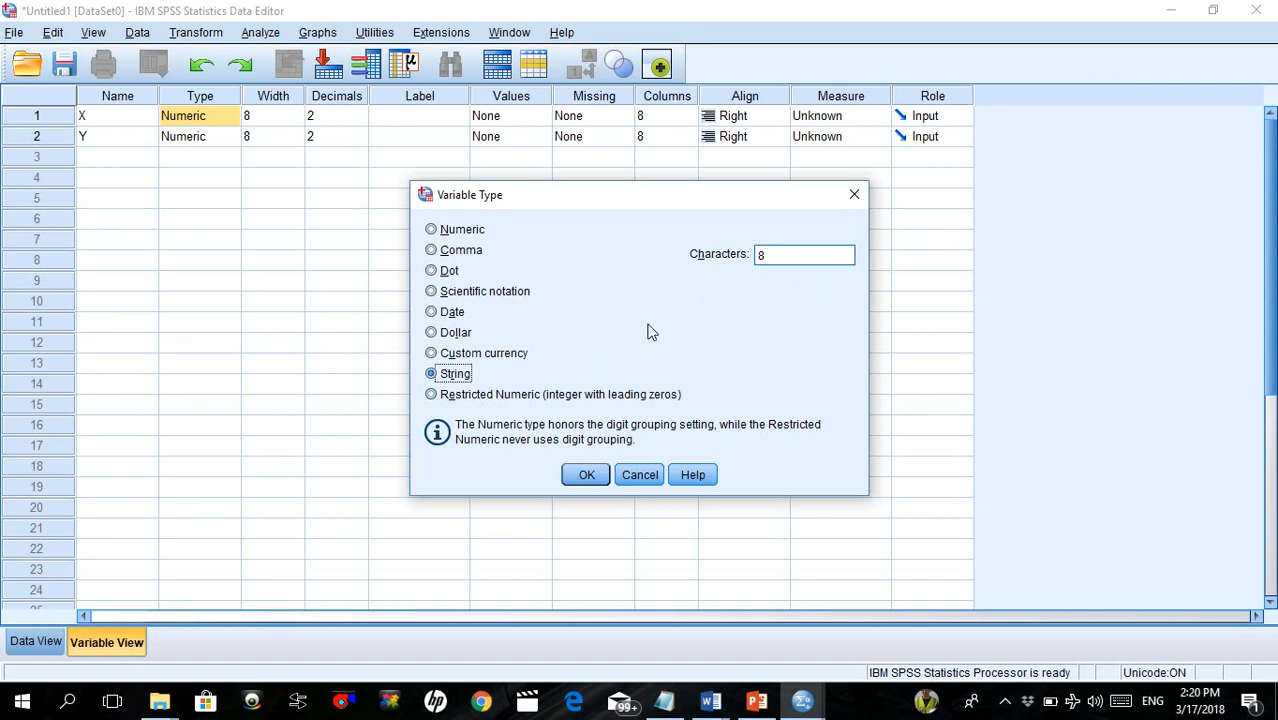 *Untitled1 [DataSet0] - IBM SPSS Statistics Data Editor
File Edit View Data Transform Analyze Graphs Utilities Extensions Window Help
Name Type Width Decimals Label Values Missing Columns Align Measure Role
1 X Numeric 8 2 None None 8 Right Unknown Input
2 Y Numeric 8 2 None None 8 Right Unknown Input
3
4
5
6
7
8
9
10
11
12
13
14
15
16
17
18
19
20
21
22
23
24
Variable Type
Numeric
Comma
Characters: 8
Dot
Scientific notation
Date
Dollar
Custom currency
String
Restricted Numeric (integer with leading zeros)
The Numeric type honors the digit grouping setting, while the Restricted
Numeric never uses digit grouping.
OK Cancel Help
Data View Variable View
IBM SPSS Statistics Processor is ready Unicode:ON
99+ ENG 2:20 PM
3/17/2018 1